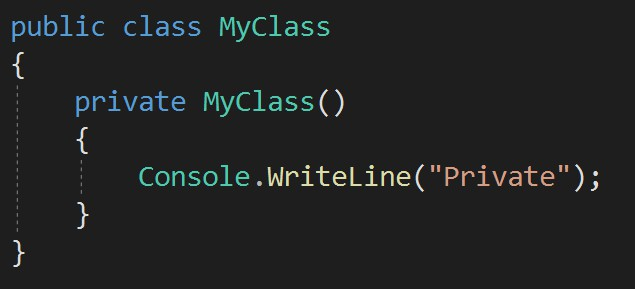 public class MyClass
{
    private MyClass()
    {
        Console.WriteLine("Private");
    }
}